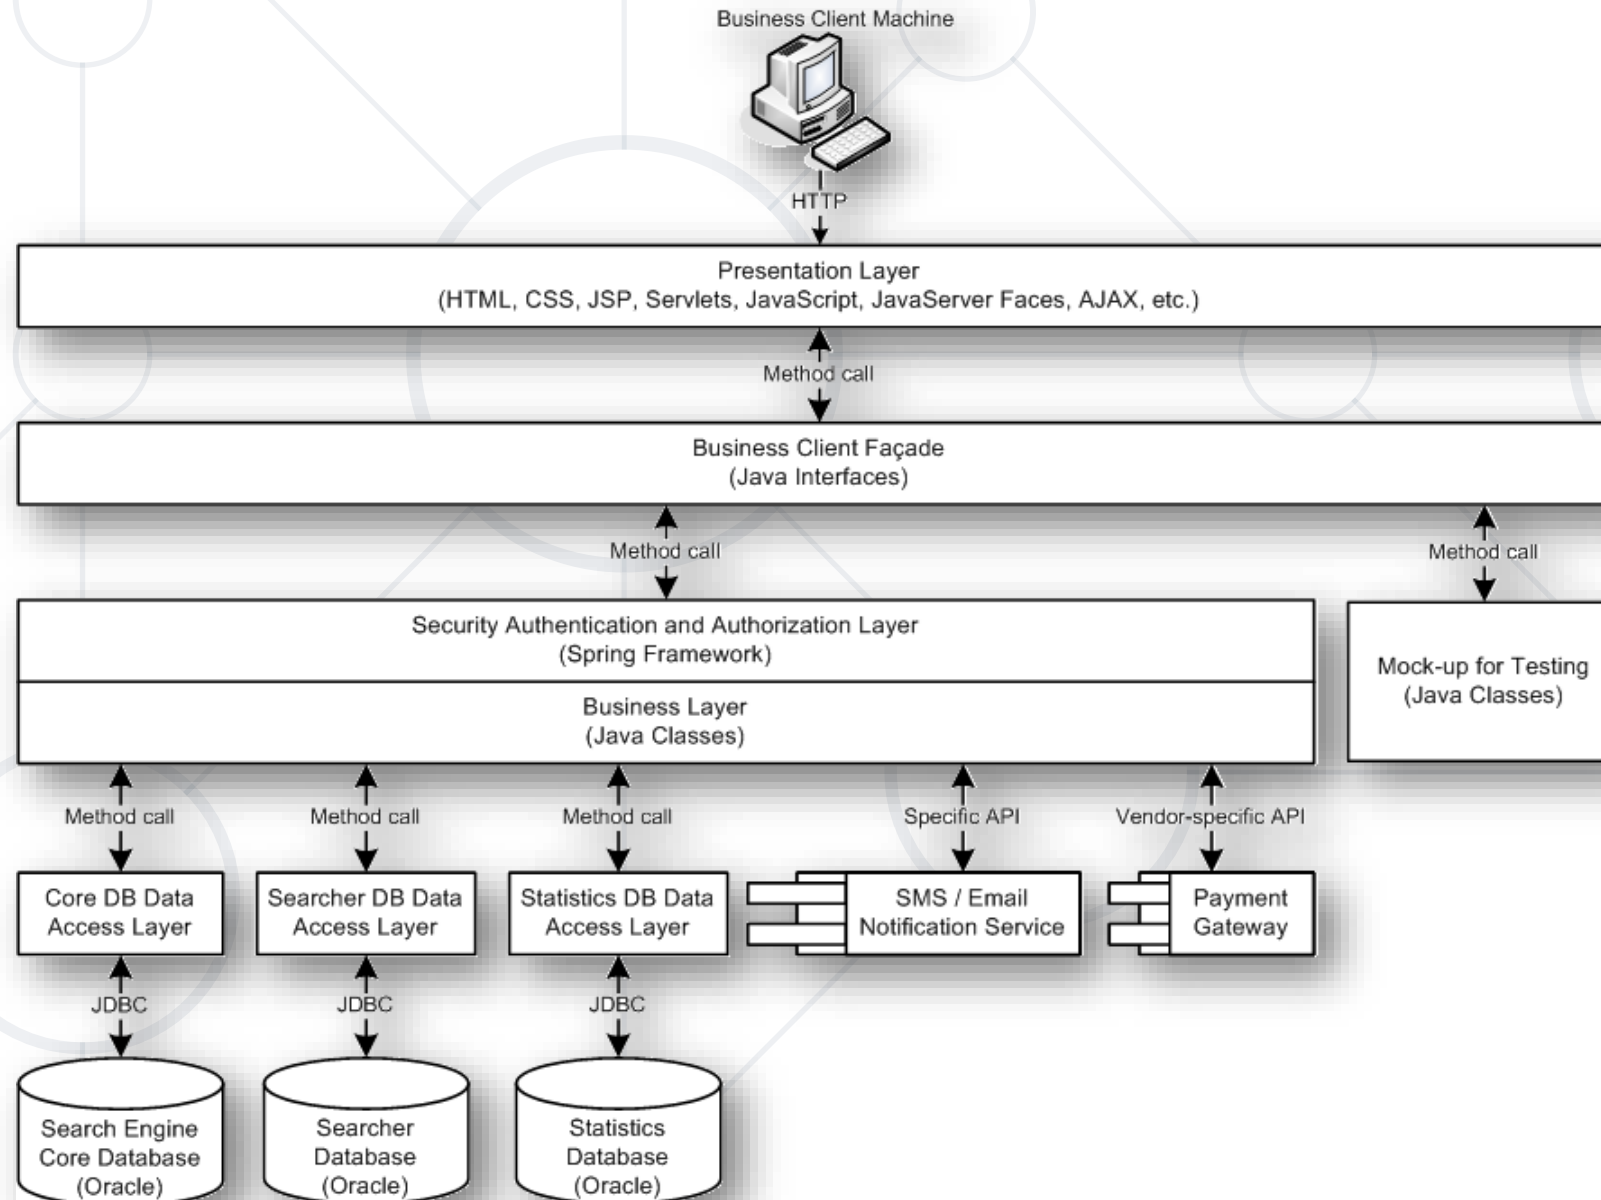 Business Client Machine
HTTP
Presentation Layer
(HTML, CSS, JSP, Servlets, JavaScript, JavaServer Faces, AJAX, etc.)
Method call
Business Client Façade
(Java Interfaces)
Method call
Method call
Security Authentication and Authorization Layer
(Spring Framework)
Business Layer
(Java Classes)
Mock-up for Testing
(Java Classes)
Method call
Method call
Method call
Specific API
Vendor-specific API
Core DB Data
Access Layer
Searcher DB Data
Access Layer
Statistics DB Data
Access Layer
SMS / Email
Notification Service
Payment
Gateway
JDBC
JDBC
JDBC
Search Engine
Core Database
(Oracle)
Searcher
Database
(Oracle)
Statistics
Database
(Oracle)